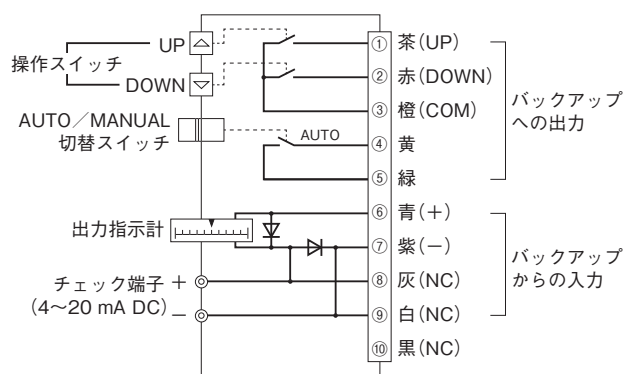 UP
操作スイッチ
DOWN
AUTO／MANUAL
切替スイッチ
AUTO
出力指示計
チェック端子
(4～20 mA DC)
＋
－
① 茶(UP)
② 赤(DOWN)
③ 橙(COM)
④ 黄
⑤ 緑
⑥ 青(＋)
⑦ 紫(－)
⑧ 灰(NC)
⑨ 白(NC)
⑩ 黒(NC)
バックアップ
への出力
バックアップ
からの入力